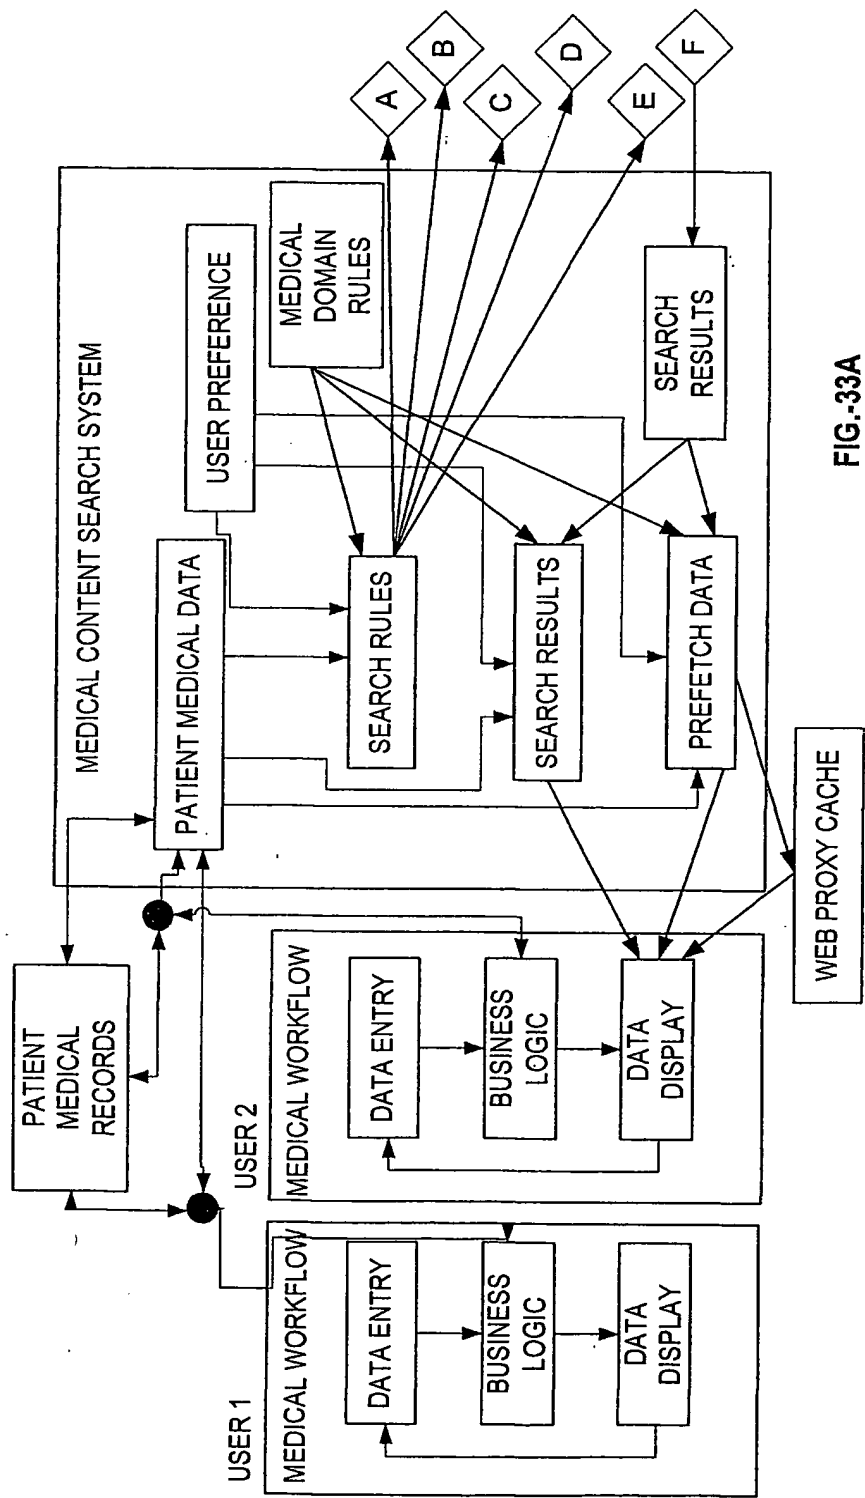 USER 1
MEDICAL WORKFLOW
DATA ENTRY
BUSINESS
LOGIC
DATA
DISPLAY
USER 2
MEDICAL WORKFLOW
DATA ENTRY
BUSINESS
LOGIC
DATA
DISPLAY
PATIENT
MEDICAL
RECORDS
MEDICAL CONTENT SEARCH SYSTEM
PATIENT MEDICAL DATA
USER PREFERENCE
MEDICAL
DOMAIN
RULES
SEARCH RULES
SEARCH RESULTS
PREFETCH DATA
SEARCH
RESULTS
WEB PROXY CACHE
A
B
C
D
E
F
FIG.-33A